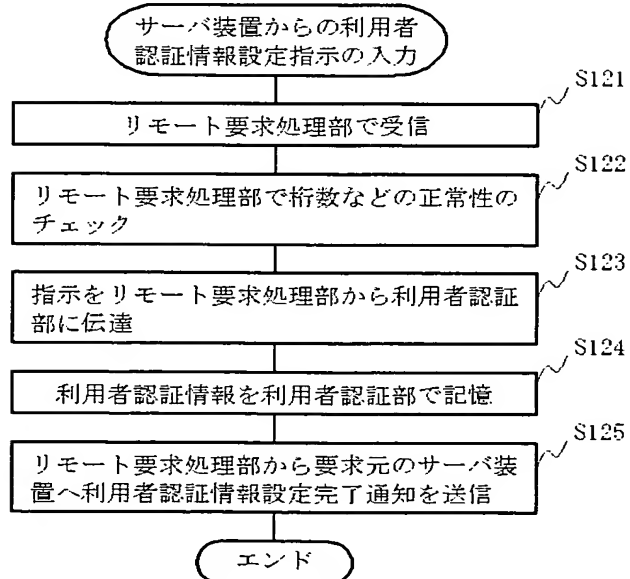 サーバ装置からの利用者
認証情報設定指示の入力
S121
リモート要求処理部で受信
S122
リモート要求処理部で桁数などの正常性の
チェック
S123
指示をリモート要求処理部から利用者認証
部に伝達
S124
利用者認証情報を利用者認証部で記憶
S125
リモート要求処理部から要求元のサーバ装
置へ利用者認証情報設定完了通知を送信
エンド